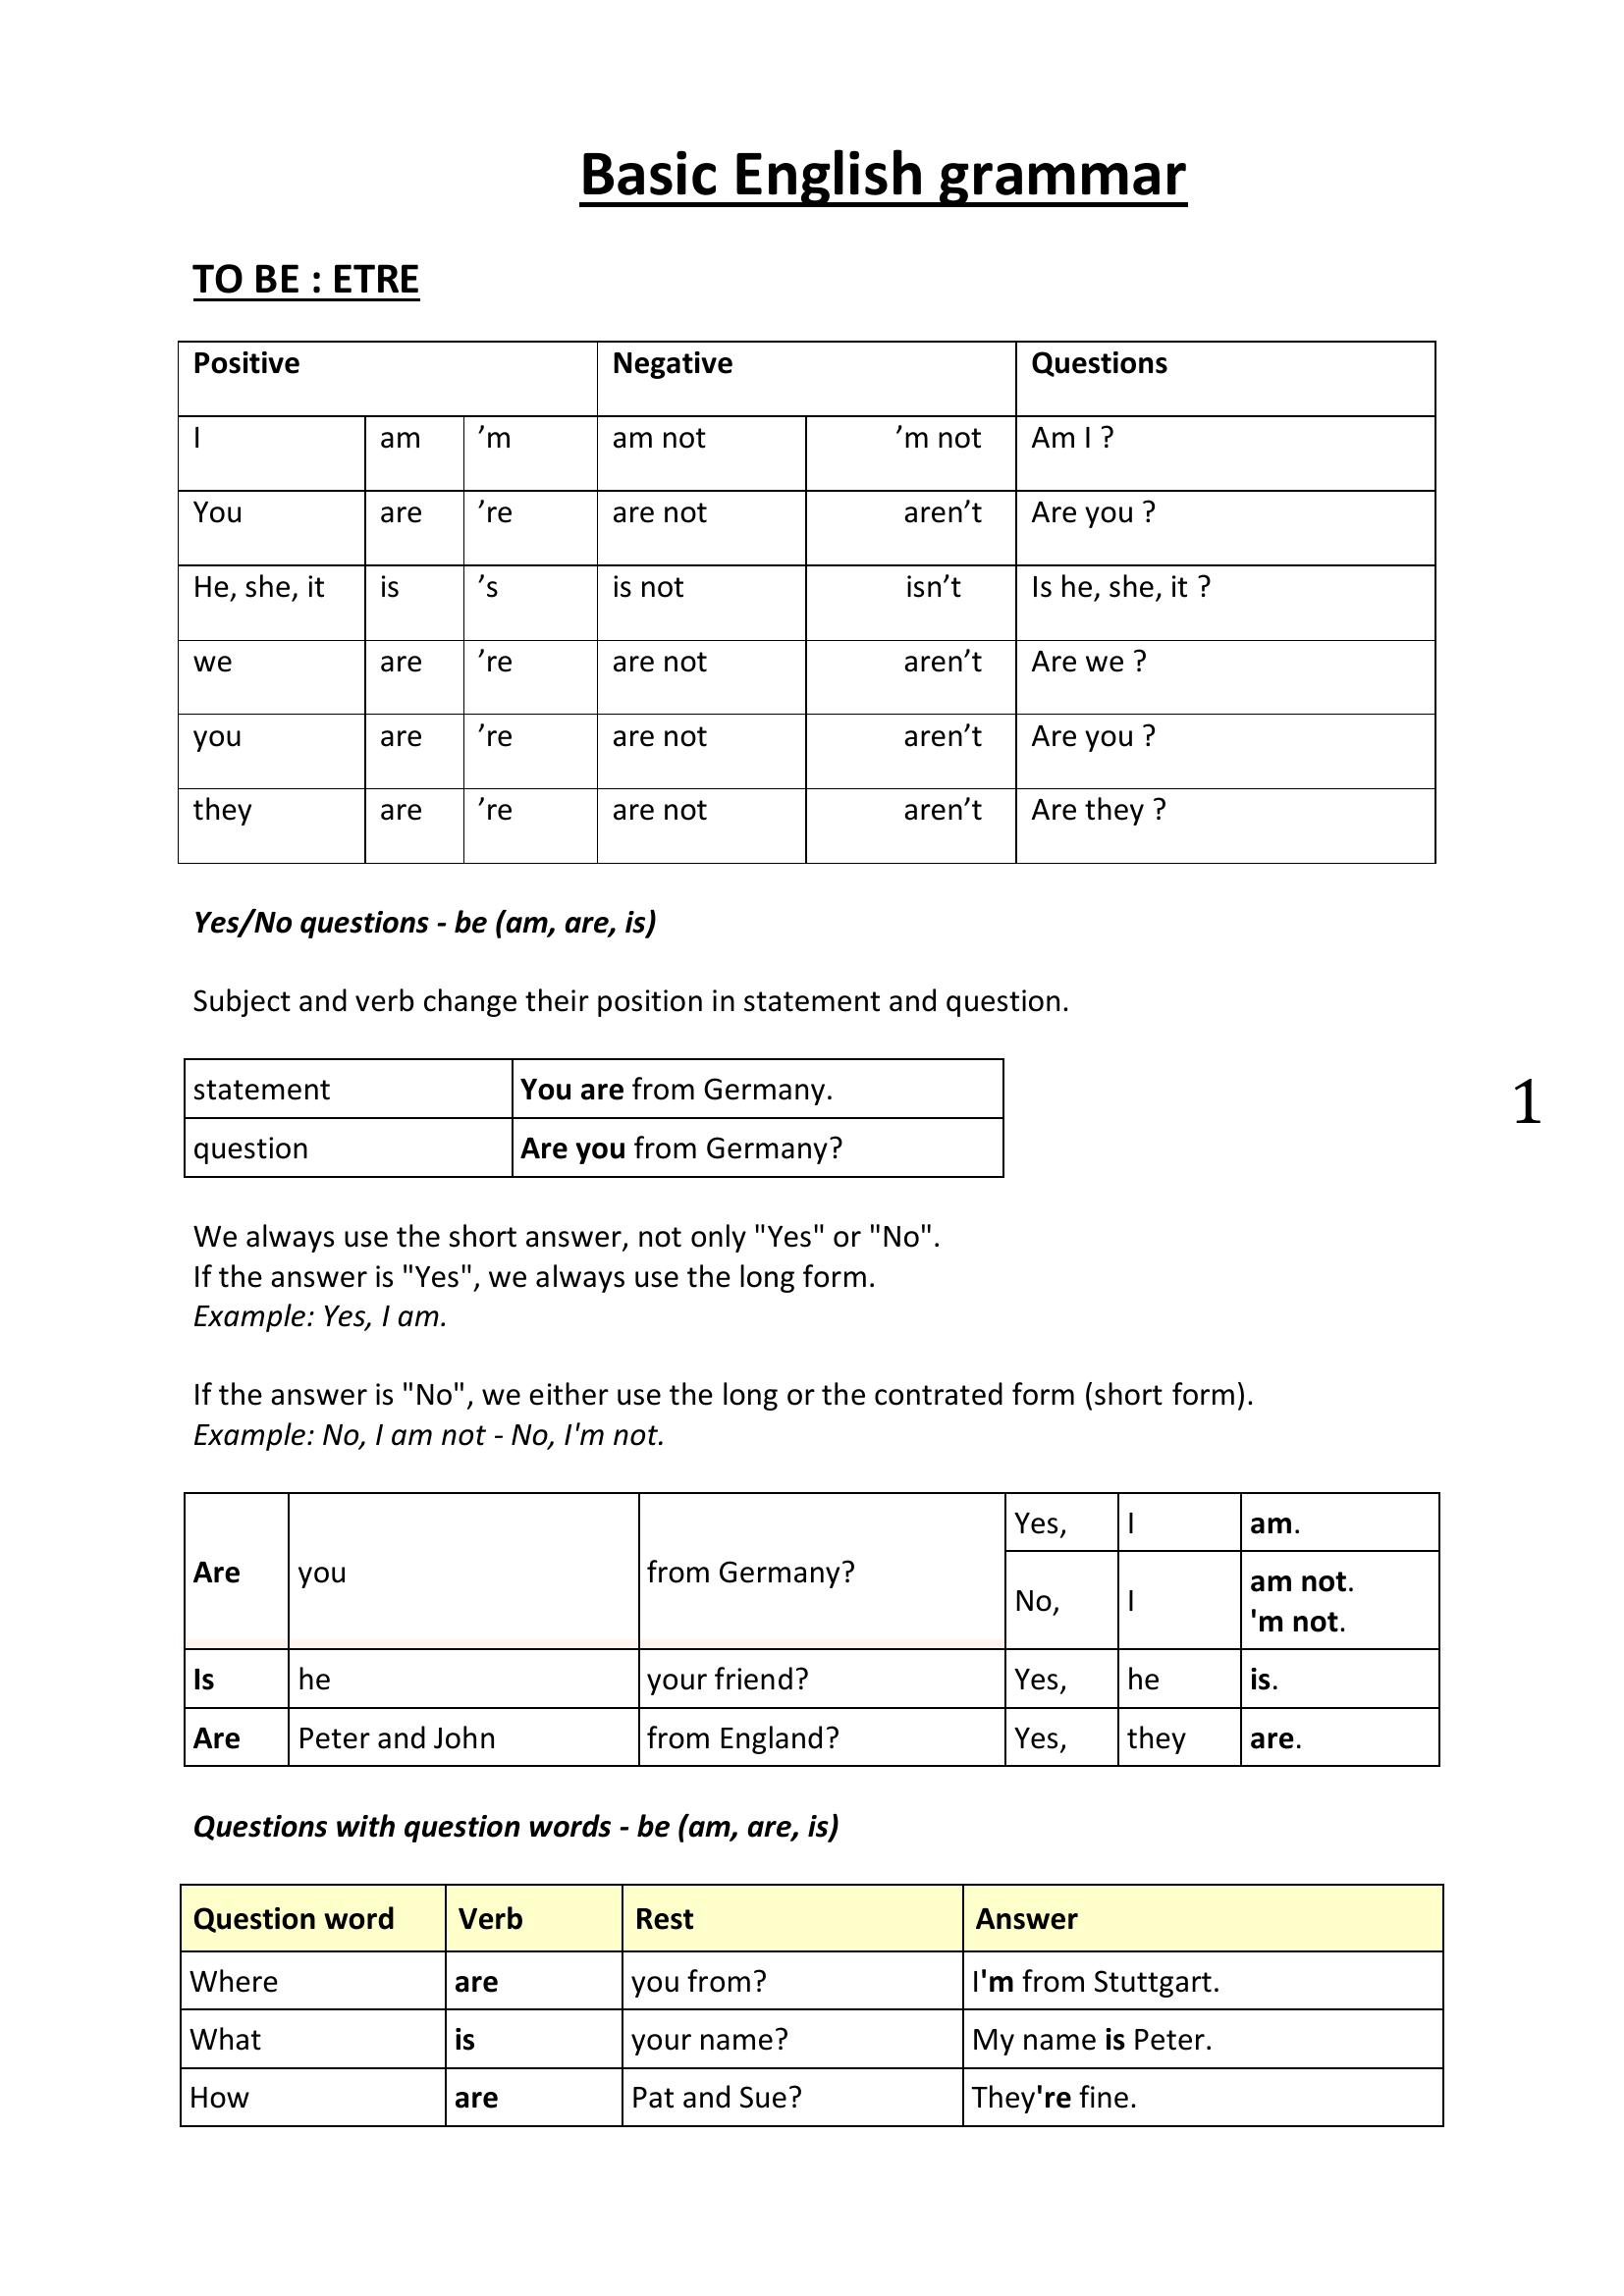 Basic English grammar
TO BE : ETRE
Positive Negative Questions
I am ’m am not ’m not Am I ?
You are ’re are not aren’t Are you ?
He, she, it is ’s is not isn’t Is he, she, it ?
we are ’re are not aren’t Are we ?
you are ’re are not aren’t Are you ?
they are ’re are not aren’t Are they ?
Yes/No questions - be (am, are, is)
Subject and verb change their position in statement and question.
statement You are from Germany.
question Are you from Germany?
1
We always use the short answer, not only "Yes" or "No".
If the answer is "Yes", we always use the long form.
Example: Yes, I am.
If the answer is "No", we either use the long or the contrated form (short form).
Example: No, I am not - No, I'm not.
Are you from Germany? Yes, I am.
No, I am not.
'm not.
Is he your friend? Yes, he is.
Are Peter and John from England? Yes, they are.
Questions with question words - be (am, are, is)
Question word Verb Rest Answer
Where are you from? I'm from Stuttgart.
What is your name? My name is Peter.
How are Pat and Sue? They're fine.